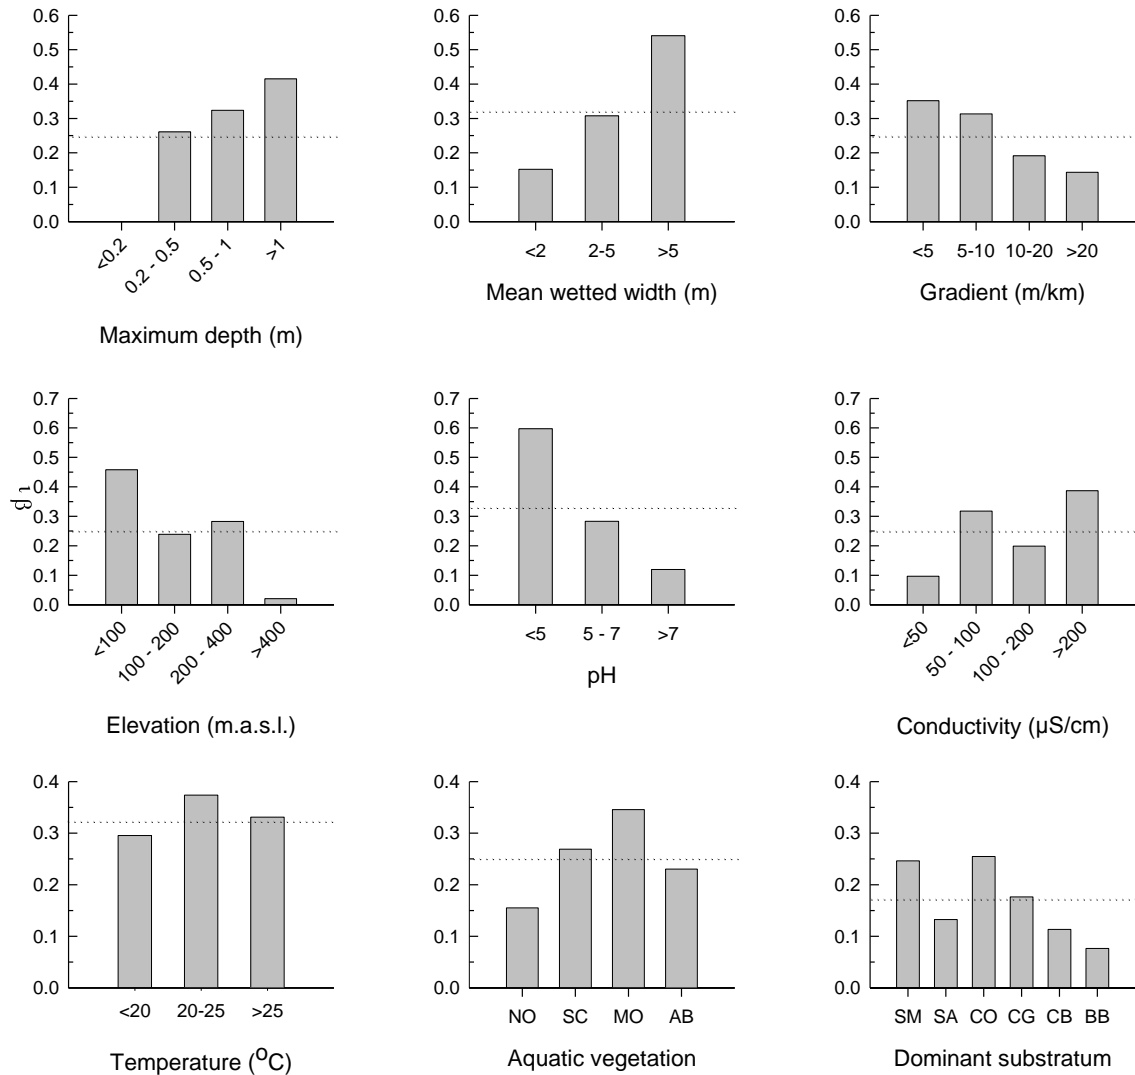 0.6 0.6 0.6
0.5 0.5 0.5
0.4 0.4 0.4
0.3 0.3 0.3
0.2 0.2 0.2
0.1 0.1 0.1
0.0 0.0 0.0
<0.2 0.2 - 0.5 0.5 - 1 >1 <2 2-5 >5 <5 5-10 10-20 >20
Maximum depth (m) Mean wetted width (m) Gradient (m/km)
0.7 0.7 0.7
0.6 0.6 0.6
0.5 0.5 0.5
0.4 0.4 0.4
ι β
0.3 0.3 0.3
0.2 0.2 0.2
0.1 0.1 0.1
0.0 0.0 0.0
<100 100 - 200 200 - 400 >400 <5 5 - 7 >7 <50 50 - 100 100 - 200 >200
Elevation (m.a.s.l.) pH Conductivity (µS/cm)
0.4 0.4 0.4
0.3 0.3 0.3
0.2 0.2 0.2
0.1 0.1 0.1
0.0 0.0 0.0
<20 20-25 >25 NO SC MO AB SM SA CO CG CB BB
Temperature (ºC) Aquatic vegetation Dominant substratum